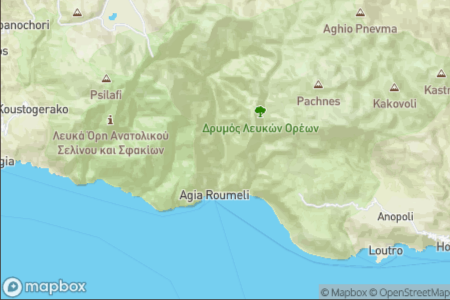 panochori
Aghio Pnevma
os
Psilafi
Pachnes
Kakovoli
Kastr
Koustogerako
Λευκά Όρη Ανατολικού
Σελίνου και Σφακίων
Δρυμός Λευκών Ορέων
gia
Agia Roumeli
Anopoli
Loutro
Ho
mapbox
© Mapbox © OpenStreetMap